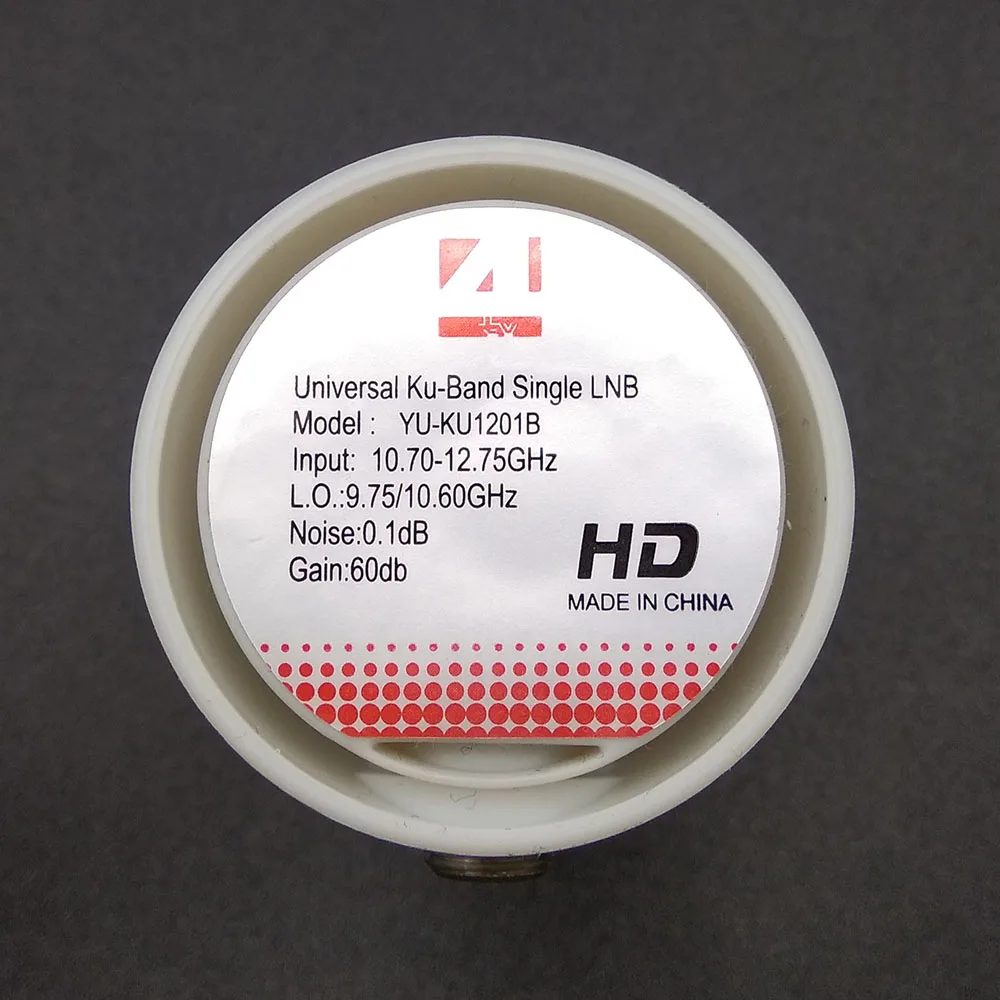 Universal Ku-Band Single LNB
Model : YU-KU1201B
Input: 10.70-12.75GHz
L.O.:9.75/10.60GHz
Noise:0.1dB
Gain:60db
HD
MADE IN CHINA